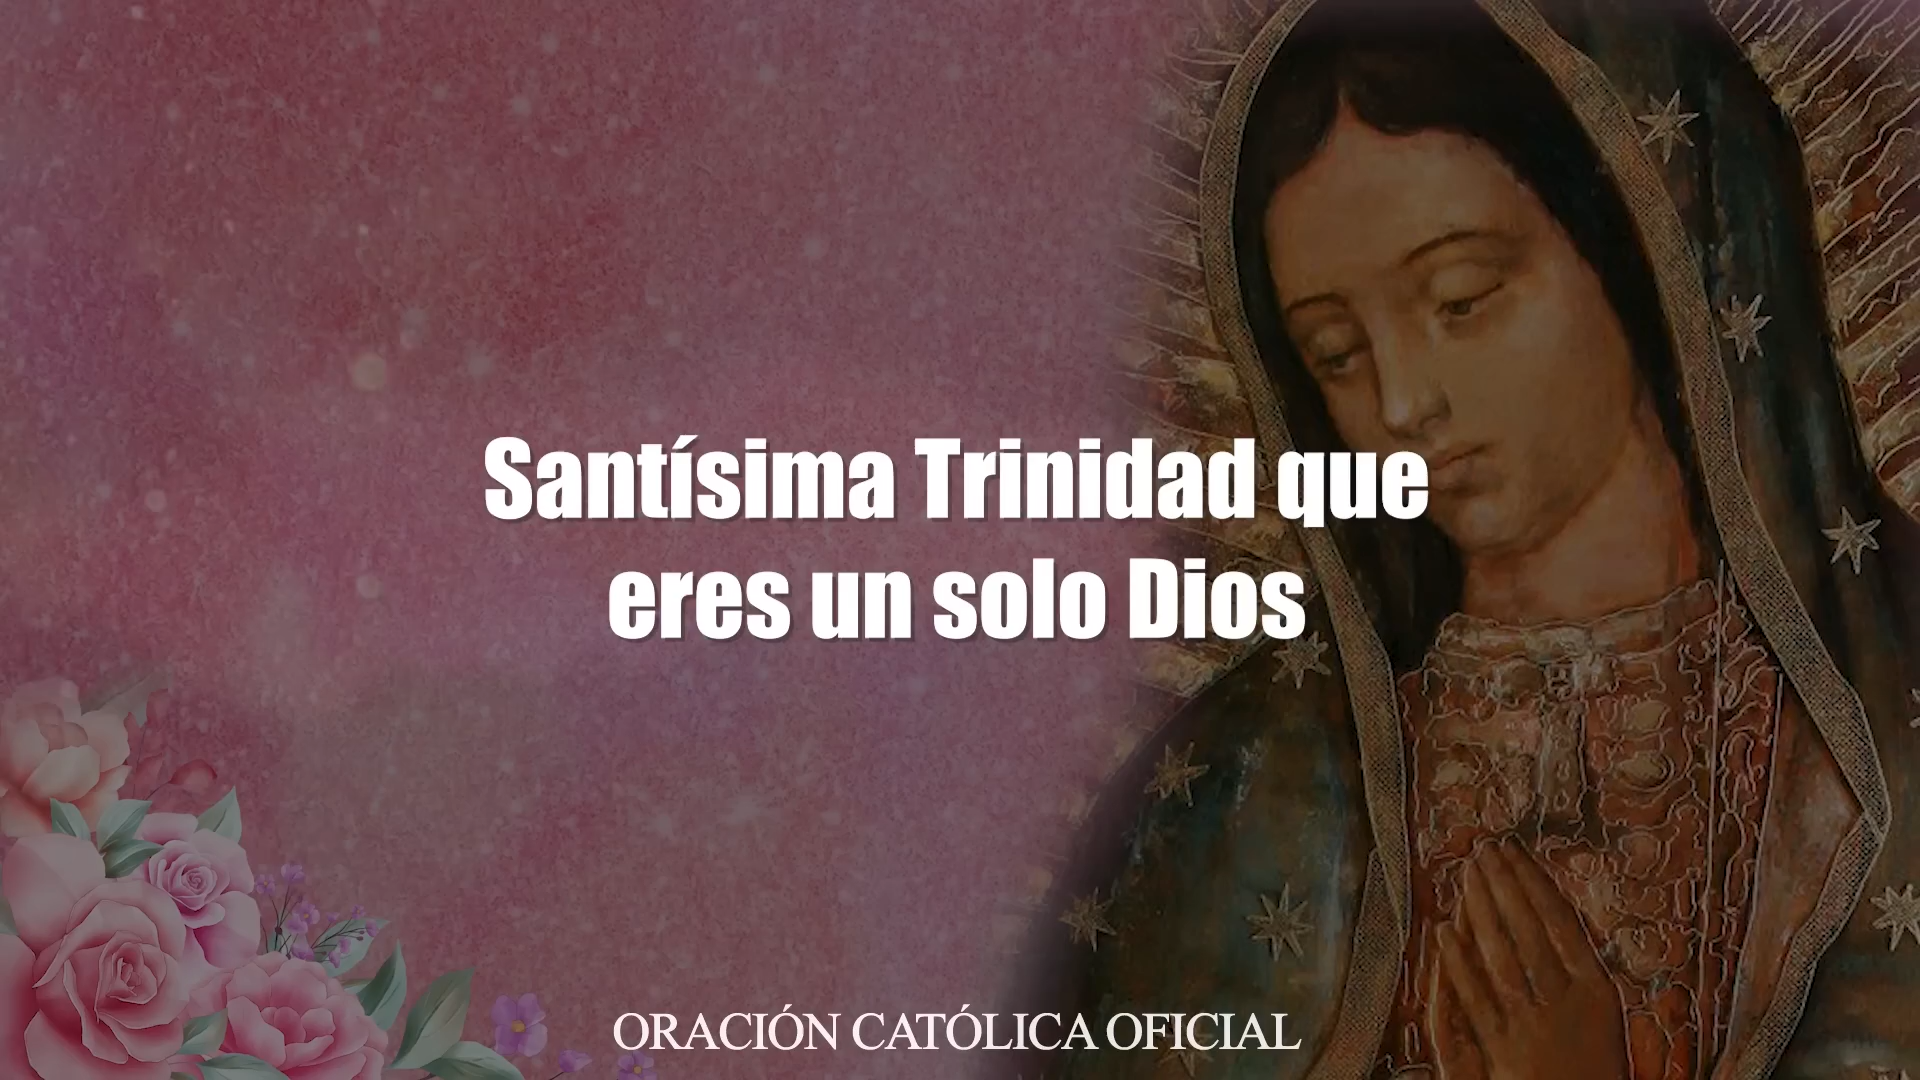 Santísima Trinidad que
eres un solo Dios
ORACIÓN CATÓLICA OFICIAL